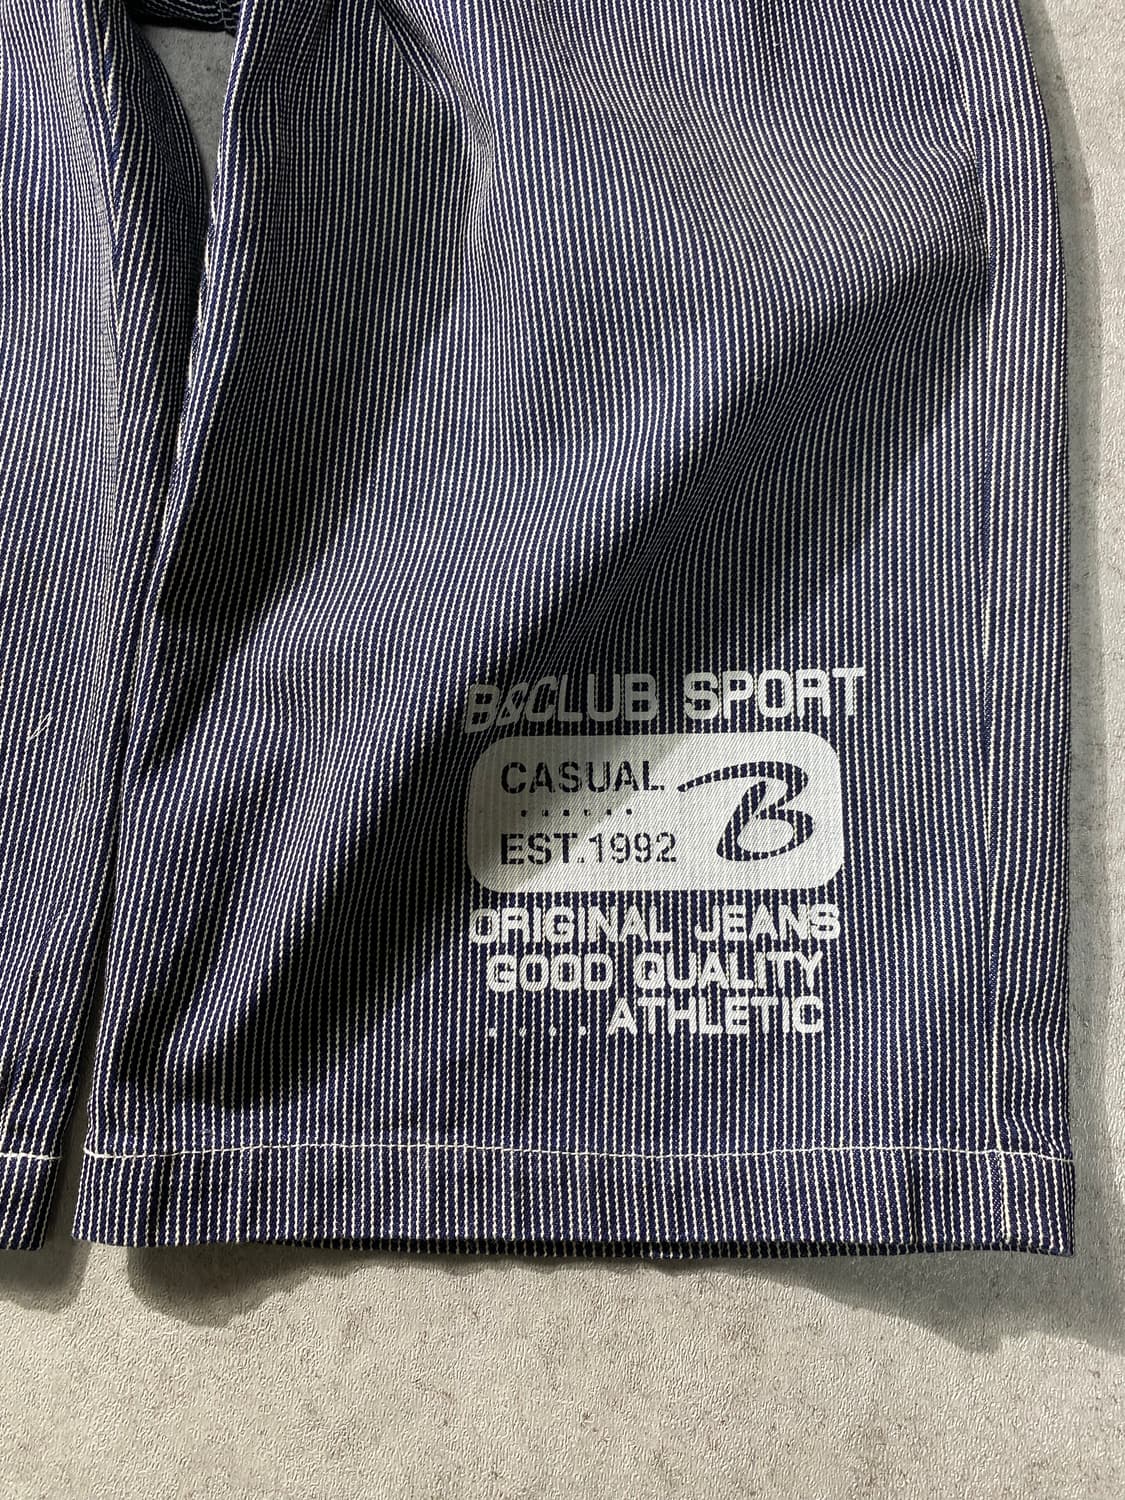 B&CLUB SPORT
CASUAL
......
EST.1992
B
ORIGINAL JEANS
GOOD QUALITY
....ATHLETIC